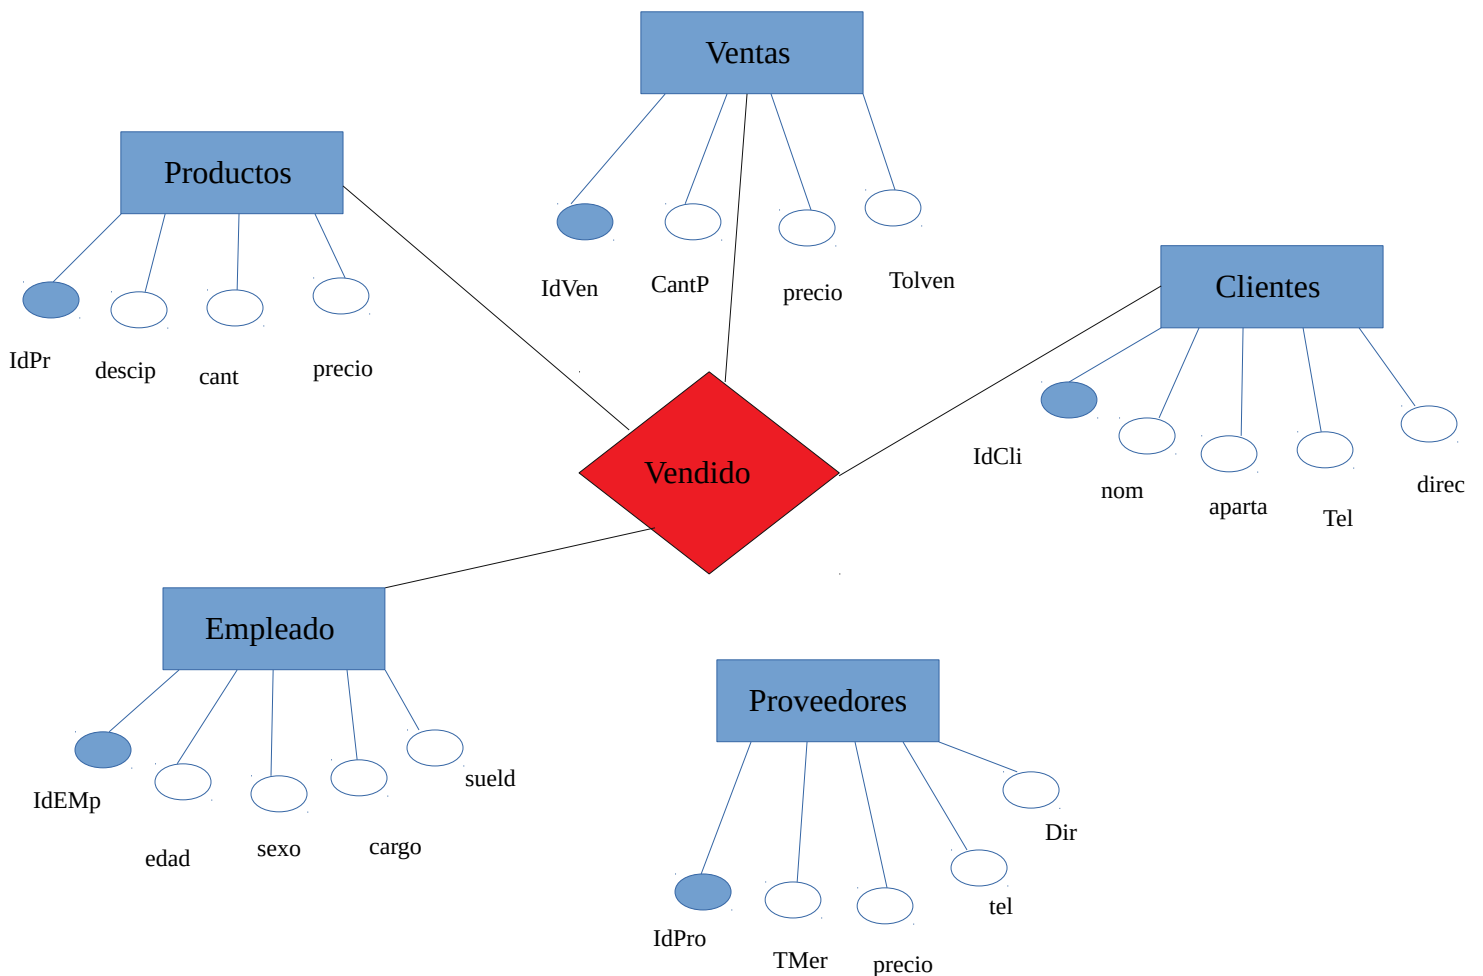 Ventas
Productos
IdVen
CantP
precio
Tolven
Clientes
IdPr
descip
cant
precio
Vendido
IdCli
nom
aparta
Tel
direc
Empleado
IdEMp
edad
sexo
cargo
sueld
Proveedores
IdPro
TMer
precio
tel
Dir